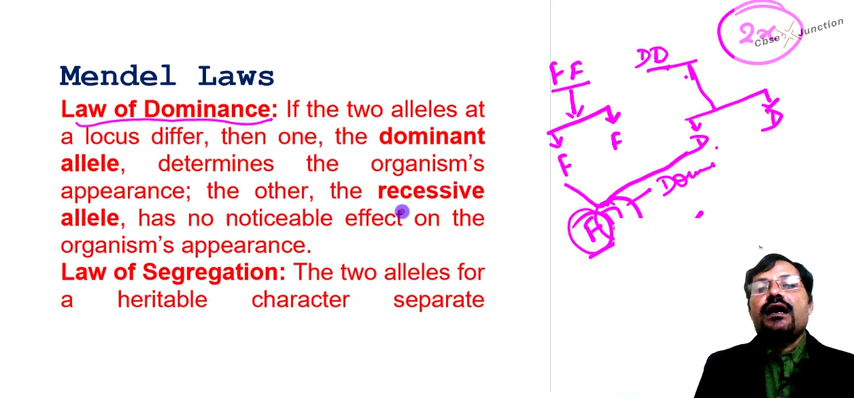 Mendel Laws
Law of Dominance: If the two alleles at
a locus differ, then one, the dominant
allele, determines the organism's
appearance; the other, the recessive
allele, has no noticeable effect on the
organism's appearance.
Law of Segregation: The two alleles for
a heritable character separate
2x
Cbse Junction
FF
DD
F
F
D
D